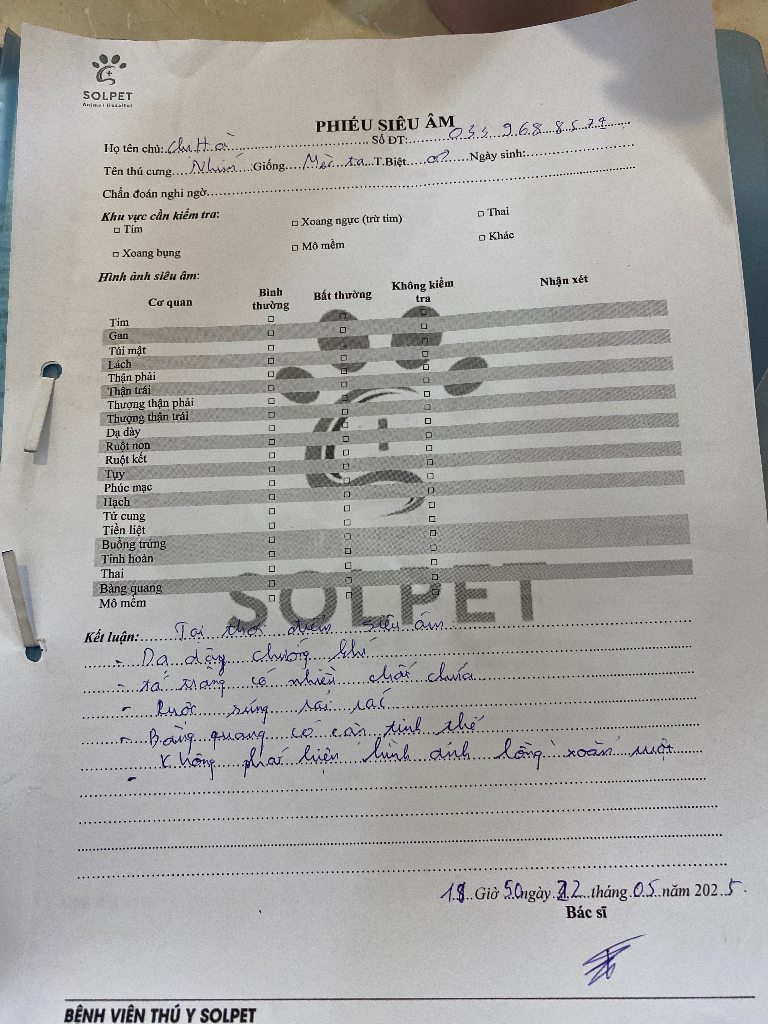 SOLPET
Animal Hospital
PHIẾU SIÊU ÂM
Họ tên chủ: Chị Hà Số ĐT: 033 968 8579
Tên thú cưng Nhím Giống Mèo ta T.Biệt ♂ Ngày sinh:
Chẩn đoán nghi ngờ
Khu vực cần kiểm tra:
□ Tim □ Xoang ngực (trừ tim) □ Thai
□ Xoang bụng □ Mô mềm □ Khác
Hình ảnh siêu âm:
Cơ quan Bình thường Bất thường Không kiểm tra Nhận xét
Tim □ □ □
Gan □ □ □
Túi mật □ □ □
Lách □ □ □
Thận phải □ □ □
Thận trái □ □ □
Thượng thận phải □ □ □
Thượng thận trái □ □ □
Dạ dày □ □ □
Ruột non □ □ □
Ruột kết □ □ □
Tụy □ □ □
Phúc mạc □ □ □
Hạch □ □ □
Tử cung □ □ □
Tiền liệt □ □ □
Buồng trứng □ □ □
Tinh hoàn □ □ □
Thai □ □ □
Bàng quang □ □ □
Mô mềm □ □ □
SOLPET
Kết luận: Tại thời điểm siêu âm
- Dạ dày chướng khí
- tá tràng có nhiều chất chứa
- Ruột sưng rải rác
- Bàng quang có cặn tinh thể
- Không phát hiện hình ảnh lồng xoắn ruột
18 Giờ 50 ngày 22 tháng 05 năm 2025.
Bác sĩ
BỆNH VIỆN THÚ Y SOLPET